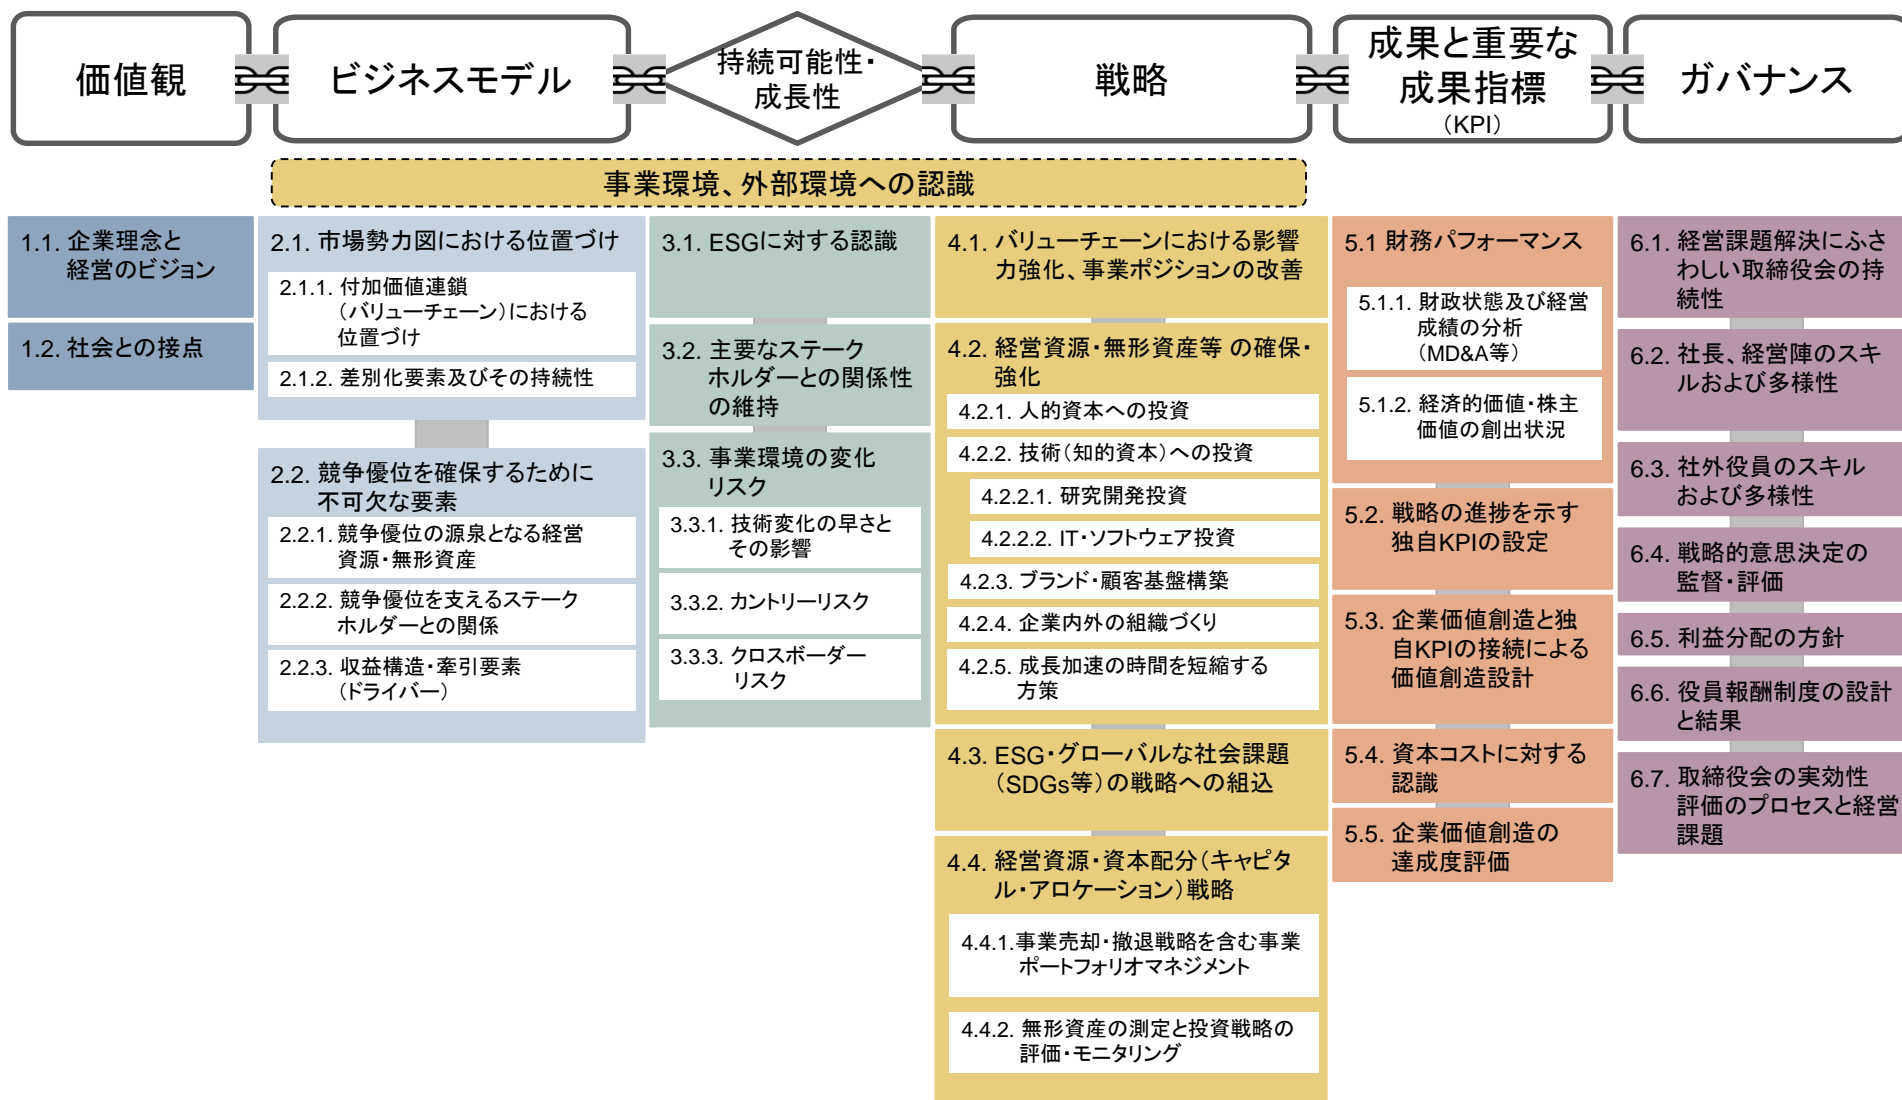 価値観
ビジネスモデル
持続可能性・
成長性
戦略
成果と重要な
成果指標
（KPI）
ガバナンス
事業環境、外部環境への認識
1.1. 企業理念と
経営のビジョン
1.2. 社会との接点
2.1. 市場勢力図における位置づけ
2.1.1. 付加価値連鎖
（バリューチェーン）における
位置づけ
2.1.2. 差別化要素及びその持続性
2.2. 競争優位を確保するために
不可欠な要素
2.2.1. 競争優位の源泉となる経営
資源・無形資産
2.2.2. 競争優位を支えるステーク
ホルダーとの関係
2.2.3. 収益構造・牽引要素
（ドライバー）
3.1. ESGに対する認識
3.2. 主要なステーク
ホルダーとの関係性
の維持
3.3. 事業環境の変化
リスク
3.3.1. 技術変化の早さと
その影響
3.3.2. カントリーリスク
3.3.3. クロスボーダー
リスク
4.1. バリューチェーンにおける影響
力強化、事業ポジションの改善
4.2. 経営資源・無形資産等 の確保・
強化
4.2.1. 人的資本への投資
4.2.2. 技術（知的資本）への投資
4.2.2.1. 研究開発投資
4.2.2.2. IT・ソフトウェア投資
4.2.3. ブランド・顧客基盤構築
4.2.4. 企業内外の組織づくり
4.2.5. 成長加速の時間を短縮する
方策
4.3. ESG・グローバルな社会課題
（SDGs等）の戦略への組込
4.4. 経営資源・資本配分（キャピタ
ル・アロケーション）戦略
4.4.1.事業売却・撤退戦略を含む事業
ポートフォリオマネジメント
4.4.2. 無形資産の測定と投資戦略の
評価・モニタリング
5.1 財務パフォーマンス
5.1.1. 財政状態及び経営
成績の分析
（MD&A等）
5.1.2. 経済的価値・株主
価値の創出状況
5.2. 戦略の進捗を示す
独自KPIの設定
5.3. 企業価値創造と独
自KPIの接続による
価値創造設計
5.4. 資本コストに対する
認識
5.5. 企業価値創造の
達成度評価
6.1. 経営課題解決にふさ
わしい取締役会の持
続性
6.2. 社長、経営陣のスキ
ルおよび多様性
6.3. 社外役員のスキル
および多様性
6.4. 戦略的意思決定の
監督・評価
6.5. 利益分配の方針
6.6. 役員報酬制度の設計
と結果
6.7. 取締役会の実効性
評価のプロセスと経営
課題